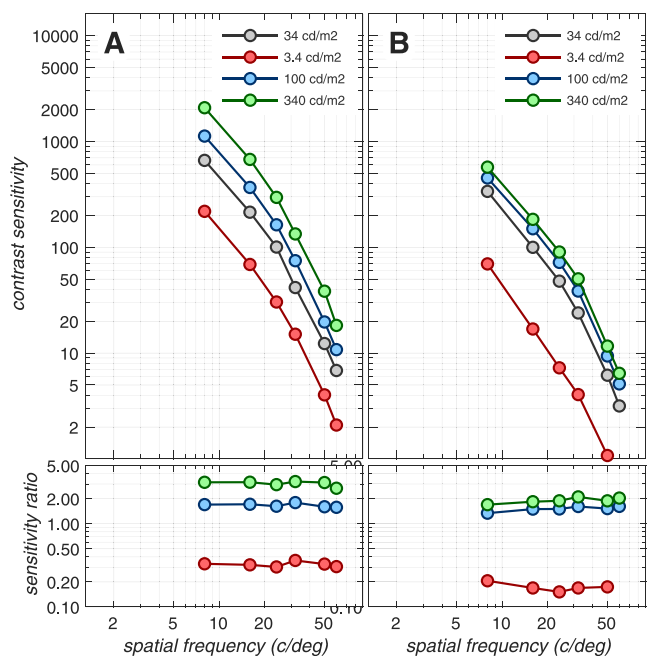 A
34 cd/m2
3.4 cd/m2
100 cd/m2
340 cd/m2
B
34 cd/m2
3.4 cd/m2
100 cd/m2
340 cd/m2
contrast sensitivity
10000
5000
2000
1000
500
200
100
50
20
10
5
2
sensitivity ratio
5.00
2.00
1.00
0.50
0.20
0.10
5.00
0.10
2
5
10
20
50
2
5
10
20
50
spatial frequency (c/deg)
spatial frequency (c/deg)